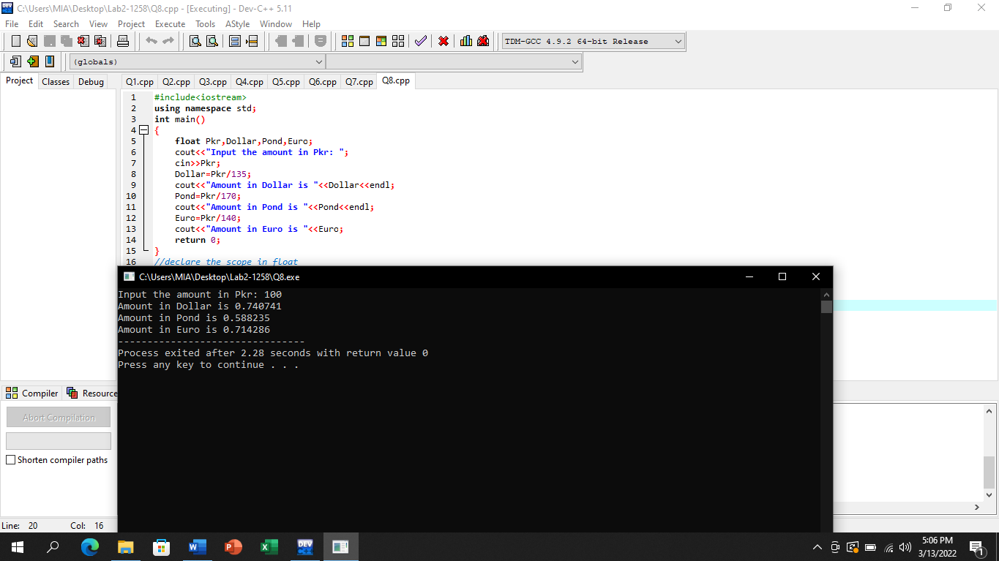 C:\Users\MIA\Desktop\Lab2-1258\Q8.cpp - [Executing] - Dev-C++ 5.11
File Edit Search View Project Execute Tools AStyle Window Help
TDM-GCC 4.9.2 64-bit Release
(globals)
Project Classes Debug
Q1.cpp Q2.cpp Q3.cpp Q4.cpp Q5.cpp Q6.cpp Q7.cpp Q8.cpp
1 #include<iostream>
2 using namespace std;
3 int main()
4 {
5 float Pkr,Dollar,Pond,Euro;
6 cout<<"Input the amount in Pkr: ";
7 cin>>Pkr;
8 Dollar=Pkr/135;
9 cout<<"Amount in Dollar is "<<Dollar<<endl;
10 Pond=Pkr/170;
11 cout<<"Amount in Pond is "<<Pond<<endl;
12 Euro=Pkr/140;
13 cout<<"Amount in Euro is "<<Euro;
14 return 0;
15 }
16 //declare the scope in float
C:\Users\MIA\Desktop\Lab2-1258\Q8.exe
Input the amount in Pkr: 100
Amount in Dollar is 0.740741
Amount in Pond is 0.588235
Amount in Euro is 0.714286
--------------------------------
Process exited after 2.28 seconds with return value 0
Press any key to continue . . .
Compiler Resource
Abort Compilation
Shorten compiler paths
Line: 20 Col: 16
DEV C++
5:06 PM
3/13/2022
1